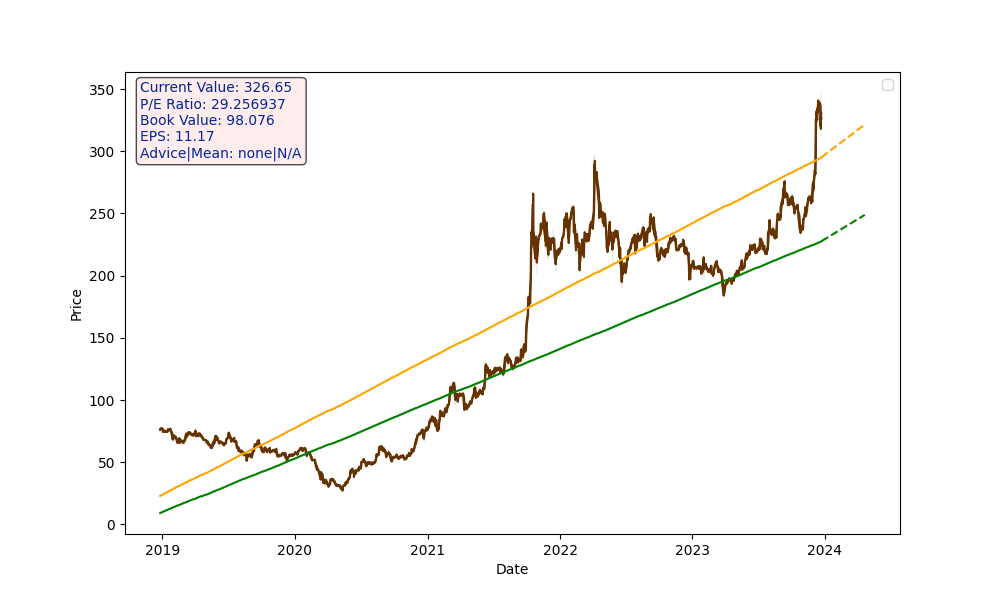 Current Value: 326.65
P/E Ratio: 29.256937
Book Value: 98.076
EPS: 11.17
Advice|Mean: none|N/A
350
300
250
200
150
100
50
0
Price
2019 2020 2021 2022 2023 2024
Date